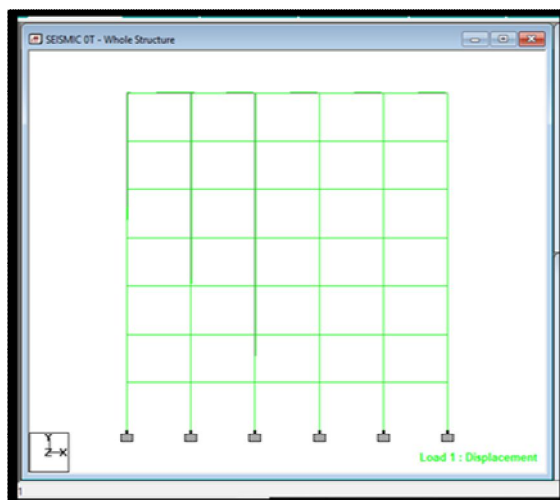 SEISMIC 0T - Whole Structure
Y
Z X
Load 1 : Displacement
1